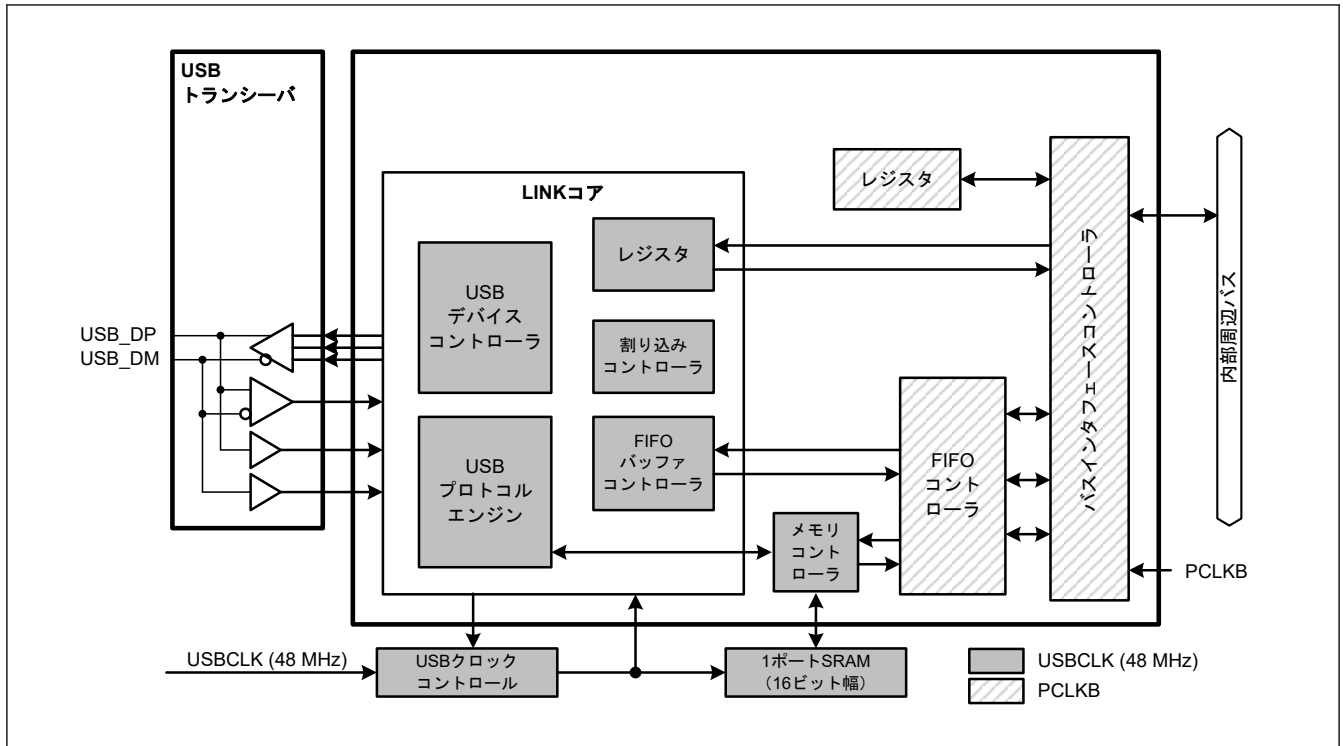 USB
トランシーバ
LINKコア
レジスタ
レジスタ
USB
デバイス
コントローラ
割り込み
コントローラ
USB_DP
USB_DM
USB
プロトコル
エンジン
FIFO
バッファ
コントローラ
メモリ
コント
ローラ
FIFO
コント
ローラ
バスインタフェースコントローラ
内部周辺バス
PCLKB
USBCLK (48 MHz)
USBクロック
コントロール
1ポートSRAM
（16ビット幅）
USBCLK (48 MHz)
PCLKB